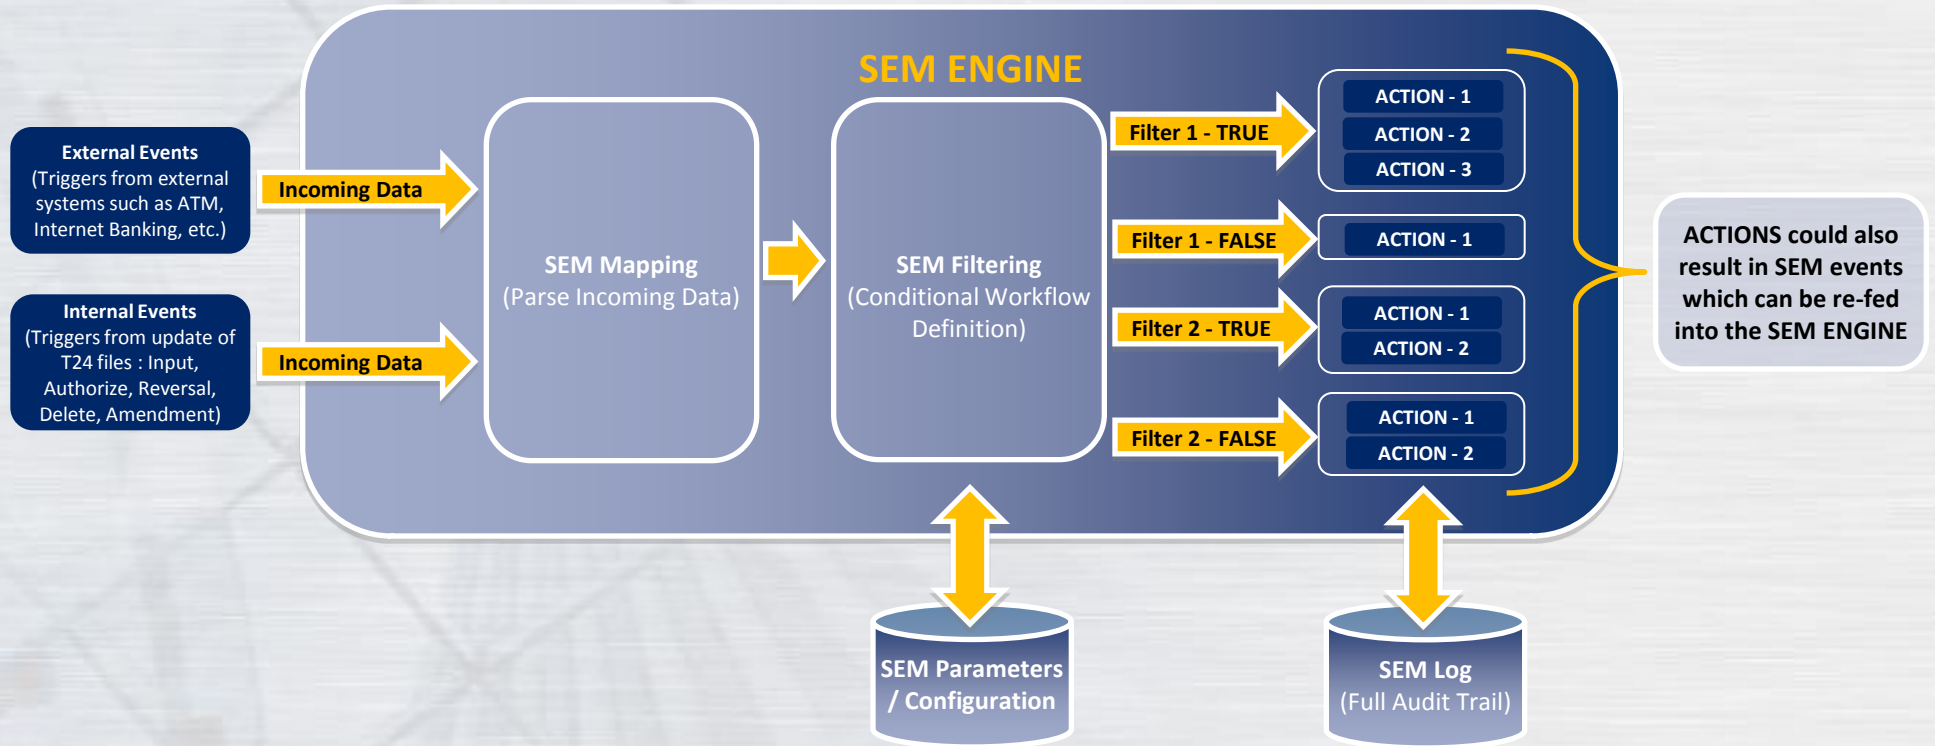 SEM ENGINE
External Events
(Triggers from external
systems such as ATM,
Internet Banking, etc.)
Incoming Data
Internal Events
(Triggers from update of
T24 files : Input,
Authorize, Reversal,
Delete, Amendment)
Incoming Data
SEM Mapping
(Parse Incoming Data)
SEM Filtering
(Conditional Workflow
Definition)
Filter 1 - TRUE
ACTION - 1
ACTION - 2
ACTION - 3
Filter 1 - FALSE
ACTION - 1
Filter 2 - TRUE
ACTION - 1
ACTION - 2
Filter 2 - FALSE
ACTION - 1
ACTION - 2
ACTIONS could also
result in SEM events
which can be re-fed
into the SEM ENGINE
SEM Parameters
/ Configuration
SEM Log
(Full Audit Trail)